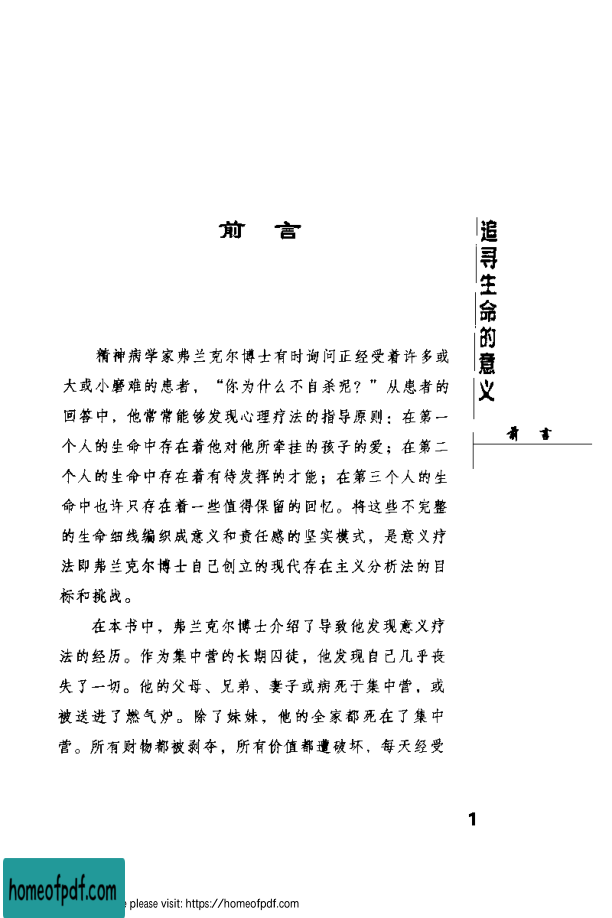 前 言
精神病学家弗兰克尔博士有时询问正经受着许多或
大或小磨难的患者，“你为什么不自杀呢？”从患者的
回答中，他常常能够发现心理疗法的指导原则：在第一
个人的生命中存在着他对他所牵挂的孩子的爱；在第二
个人的生命中存在着有待发挥的才能；在第三个人的生
命中也许只存在着一些值得保留的回忆。将这些不完整
的生命细线编织成意义和责任感的坚实模式，是意义疗
法即弗兰克尔博士自己创立的现代存在主义分析法的目
标和挑战。
在本书中，弗兰克尔博士介绍了导致他发现意义疗
法的经历。作为集中营的长期囚徒，他发现自己几乎丧
失了一切。他的父母、兄弟、妻子或病死于集中营，或
被送进了燃气炉。除了妹妹，他的全家都死在了集中
营。所有财物都被剥夺，所有价值都遭破坏，每天经受
追寻生命的意义
前 言
1
homeofpdf.com
e please visit: https://homeofpdf.com